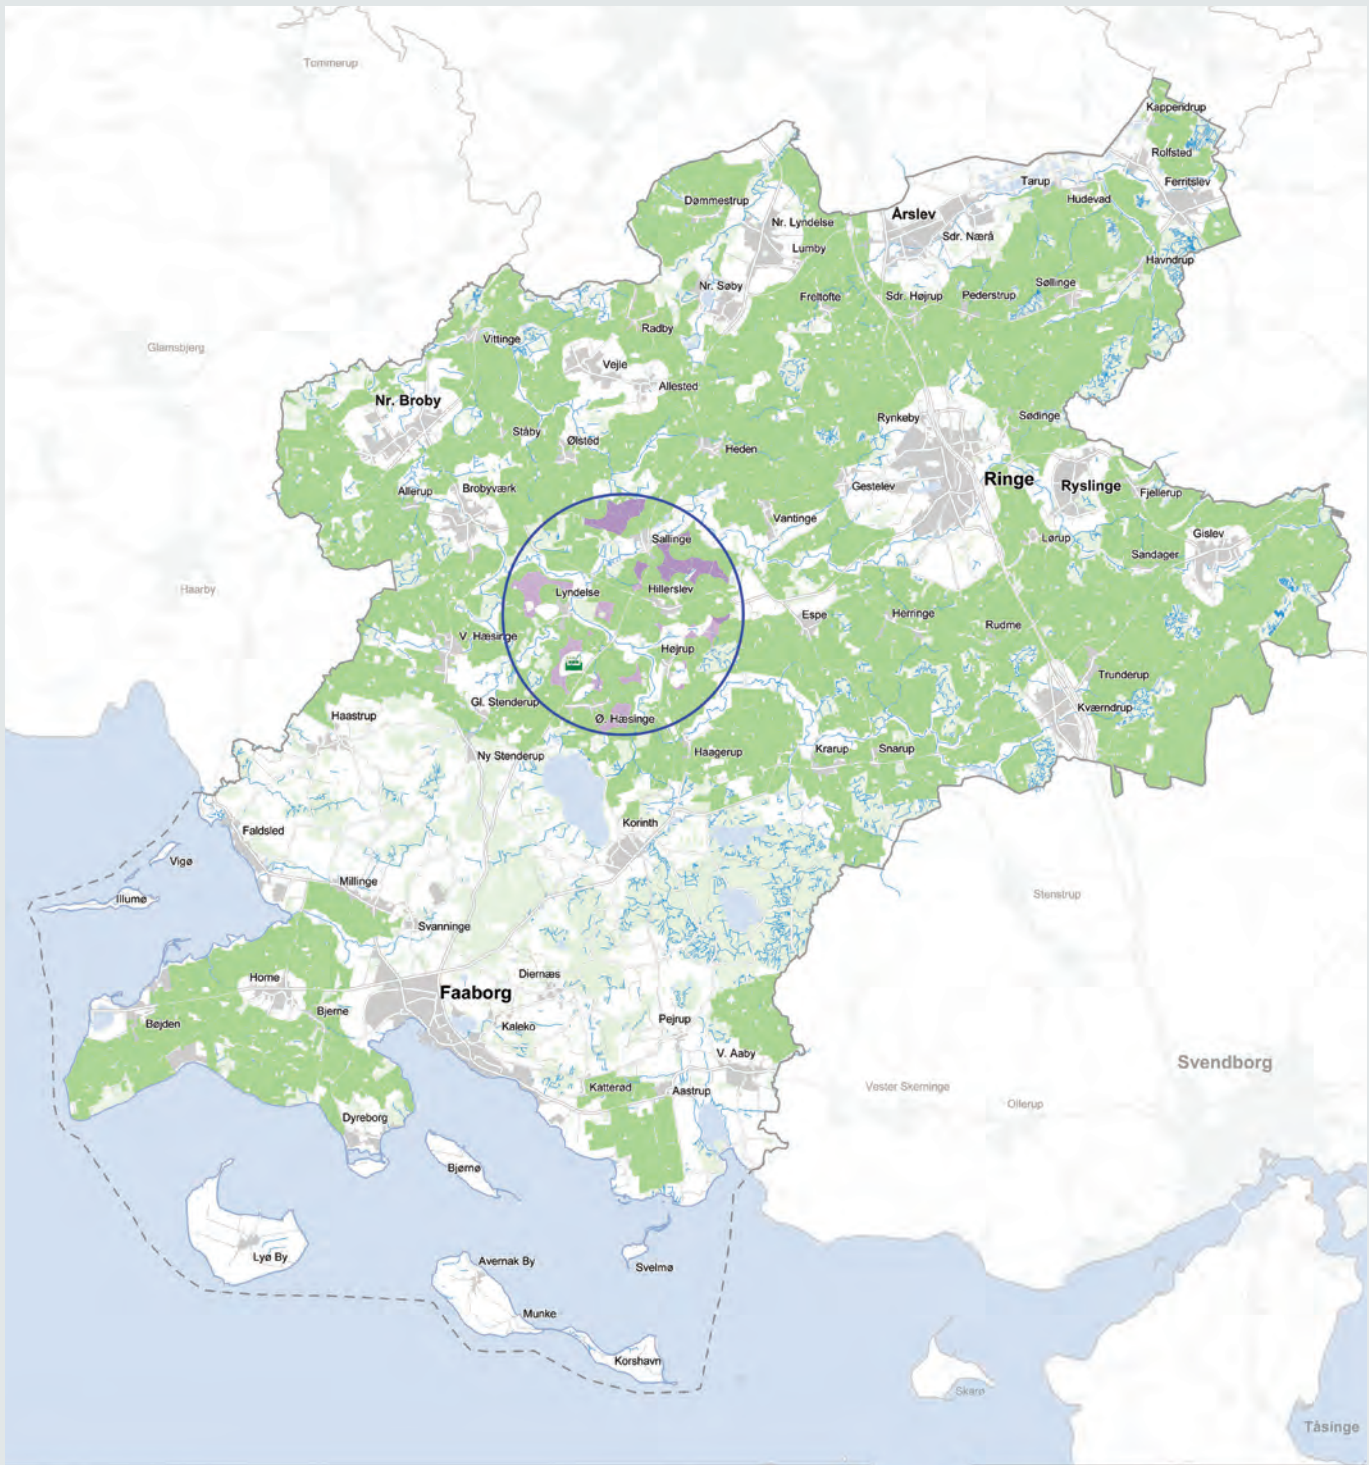 Tommerup
Kappendrup
Rolfsted
Tarup
Ferritslev
Hudevad
Dømmestrup
Årslev
Nr. Lyndelse
Sdr. Nærå
Lumby
Havndrup
Nr. Søby
Søllinge
Freltofte
Sdr. Højrup
Pederstrup
Radby
Vittinge
Glamsbjerg
Vejle
Allested
Nr. Broby
Rynkeby
Sødinge
Ståby
Ølsted
Heden
Ringe
Ryslinge
Gestelev
Fjellerup
Allerup
Brobyværk
Vantinge
Gislev
Sallinge
Lørup
Sandager
Haarby
Lyndelse
Hillerslev
Espe
Herringe
Rudme
V. Hæsinge
Højrup
Trunderup
Gl. Stenderup
Kværndrup
Haastrup
Ø. Hæsinge
Ny Stenderup
Haagerup
Krarup
Snarup
Korinth
Faldsled
Vigø
Millinge
Illumø
Stenstrup
Svanninge
Diernæs
Horne
Faaborg
Bjerne
Bøjden
Kaleko
Pejrup
V. Aaby
Svendborg
Katterød
Aastrup
Vester Skerninge
Ollerup
Dyreborg
Bjørnø
Lyø By
Avernak By
Svelmø
Munke
Korshavn
Skarø
Tåsinge